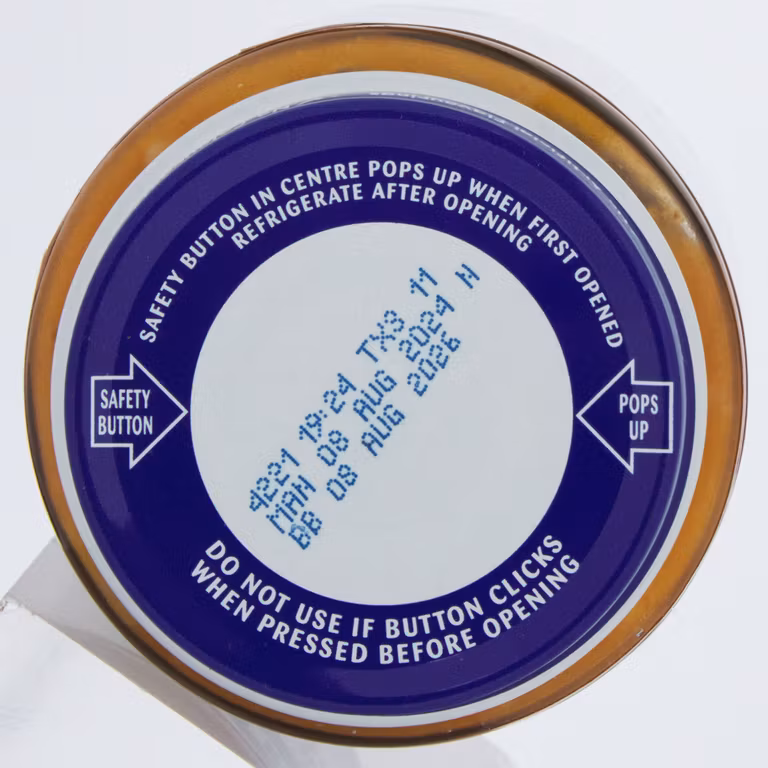 SAFETY BUTTON IN CENTRE POPS UP WHEN FIRST OPENED
REFRIGERATE AFTER OPENING
SAFETY
BUTTON
POPS
UP
4221 19:24 TX3 11
MAN 08 AUG 2024 N
BB 08 AUG 2026
DO NOT USE IF BUTTON CLICKS
WHEN PRESSED BEFORE OPENING